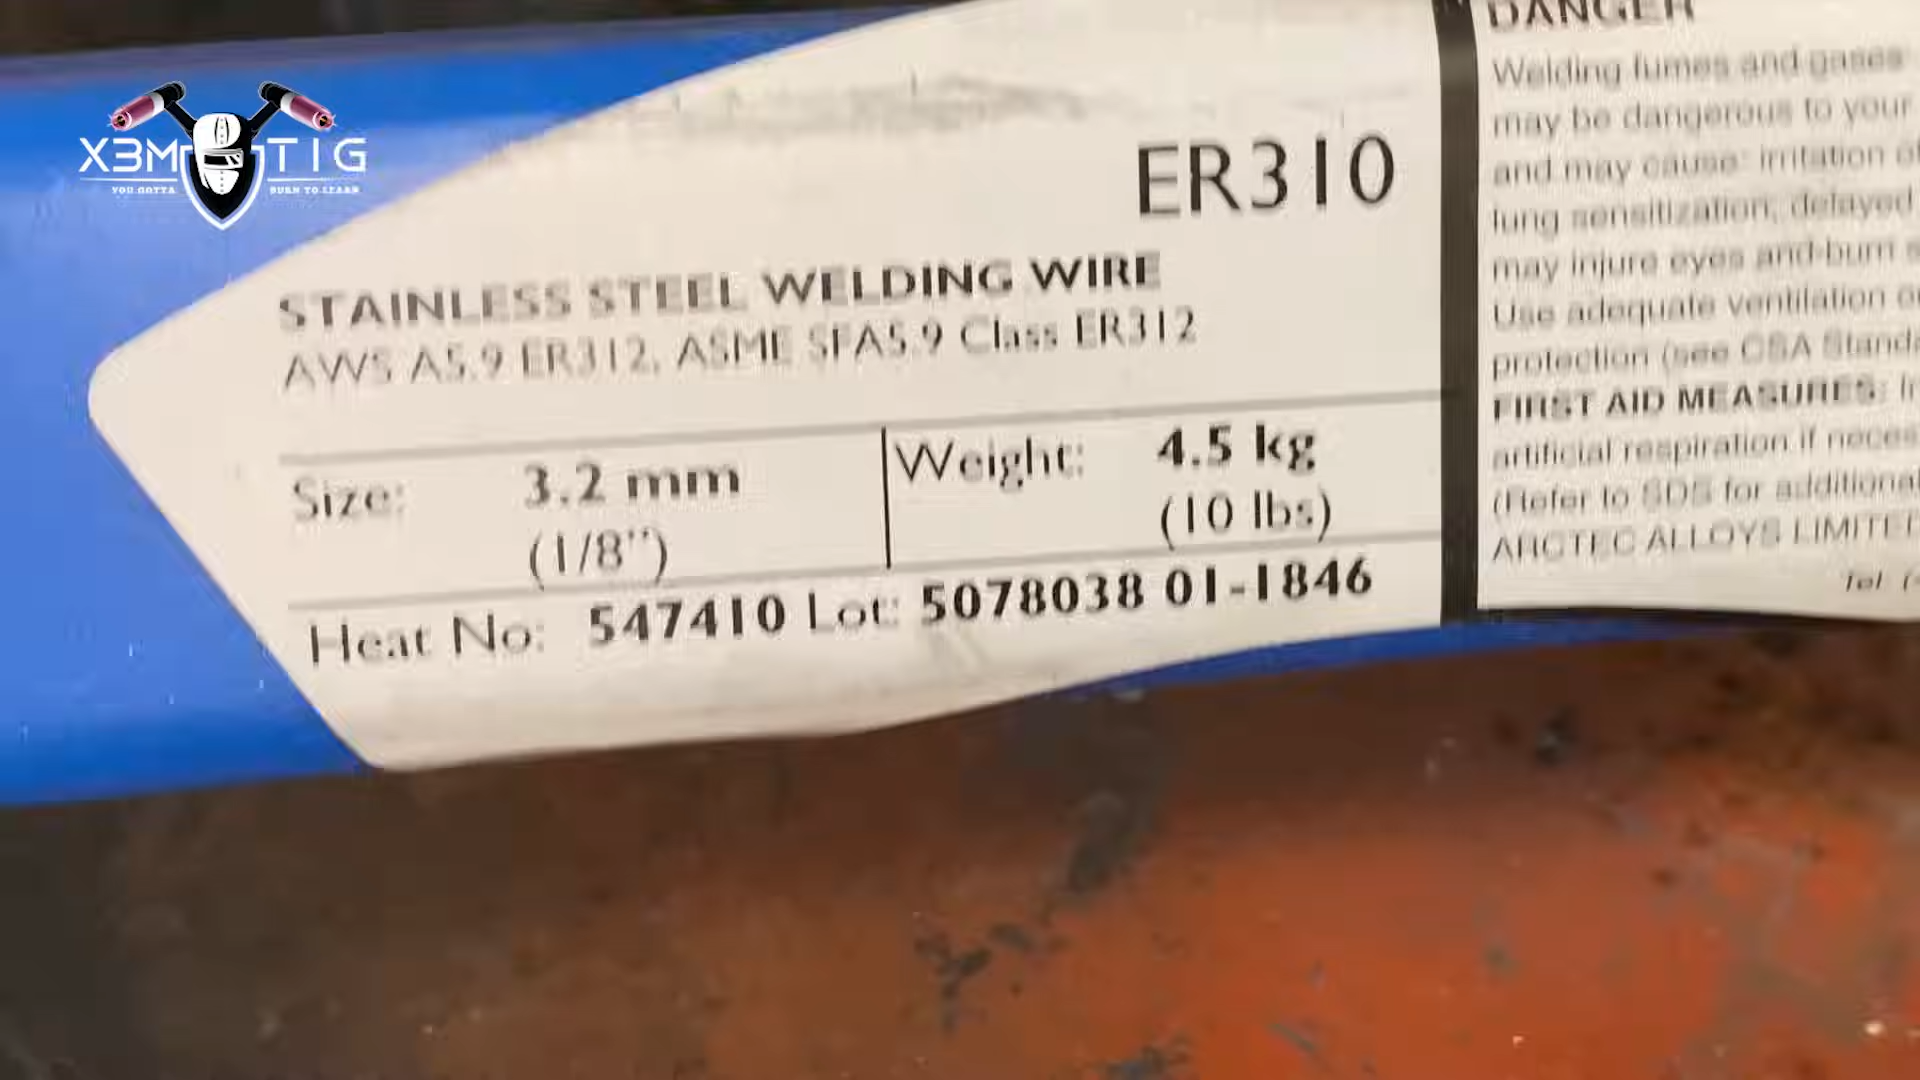 X3M TIG
YOU GOTTA BURN TO LEARN
ER310
STAINLESS STEEL WELDING WIRE
AWS A5.9 ER312, ASME SFA5.9 Class ER312
Size: 3.2 mm
(1/8")
Weight: 4.5 kg
(10 lbs)
Heat No: 547410 Lot: 5078038 01-1846
DANGER
Welding fumes and gases
may be dangerous to your
and may cause: irritation of
lung sensitization, delayed
may injure eyes and burn
Use adequate ventilation
protection (see CSA
FIRST AID MEASURES:
artificial respiration if
(Refer to SDS for additional
ARCTEC ALLOYS LIMITED
Tel